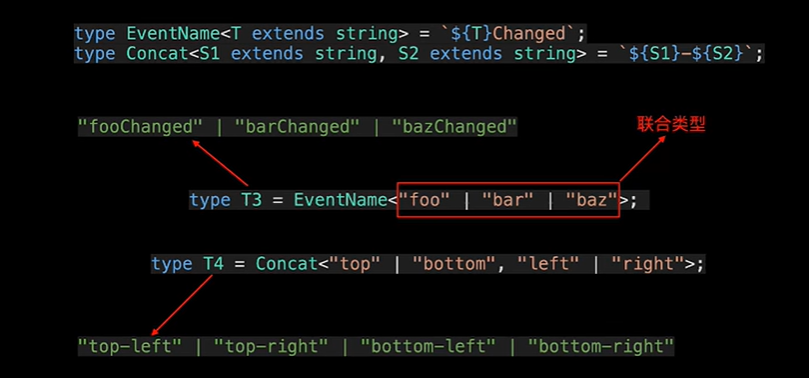 type EventName<T extends string> = `${T}Changed`;
type Concat<S1 extends string, S2 extends string> = `${S1}-${S2}`;
"fooChanged" | "barChanged" | "bazChanged"
联合类型
type T3 = EventName<"foo" | "bar" | "baz">;
type T4 = Concat<"top" | "bottom", "left" | "right">;
"top-left" | "top-right" | "bottom-left" | "bottom-right"